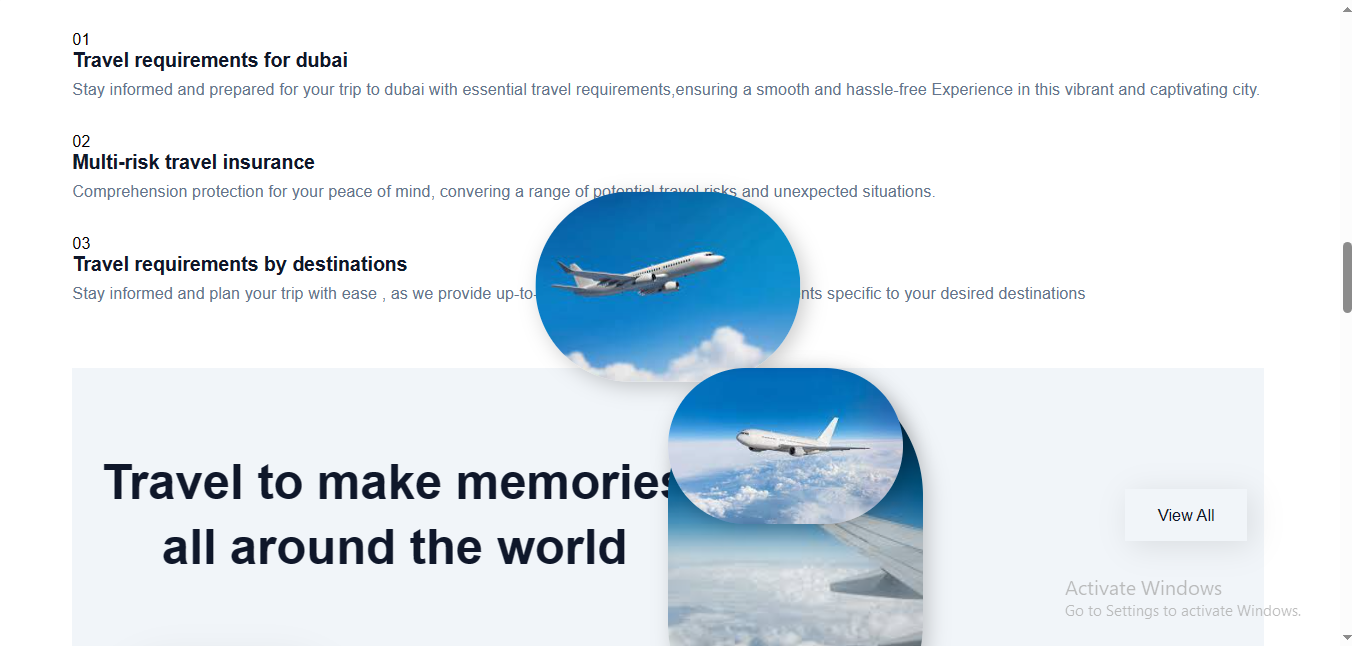 01
Travel requirements for dubai
Stay informed and prepared for your trip to dubai with essential travel requirements,ensuring a smooth and hassle-free Experience in this vibrant and captivating city.
02
Multi-risk travel insurance
Comprehension protection for your peace of mind, convering a range of potential travel risks and unexpected situations.
03
Travel requirements by destinations
Stay informed and plan your trip with ease , as we provide up-to- nts specific to your desired destinations
Travel to make memories
all around the world
View All
Activate Windows
Go to Settings to activate Windows.